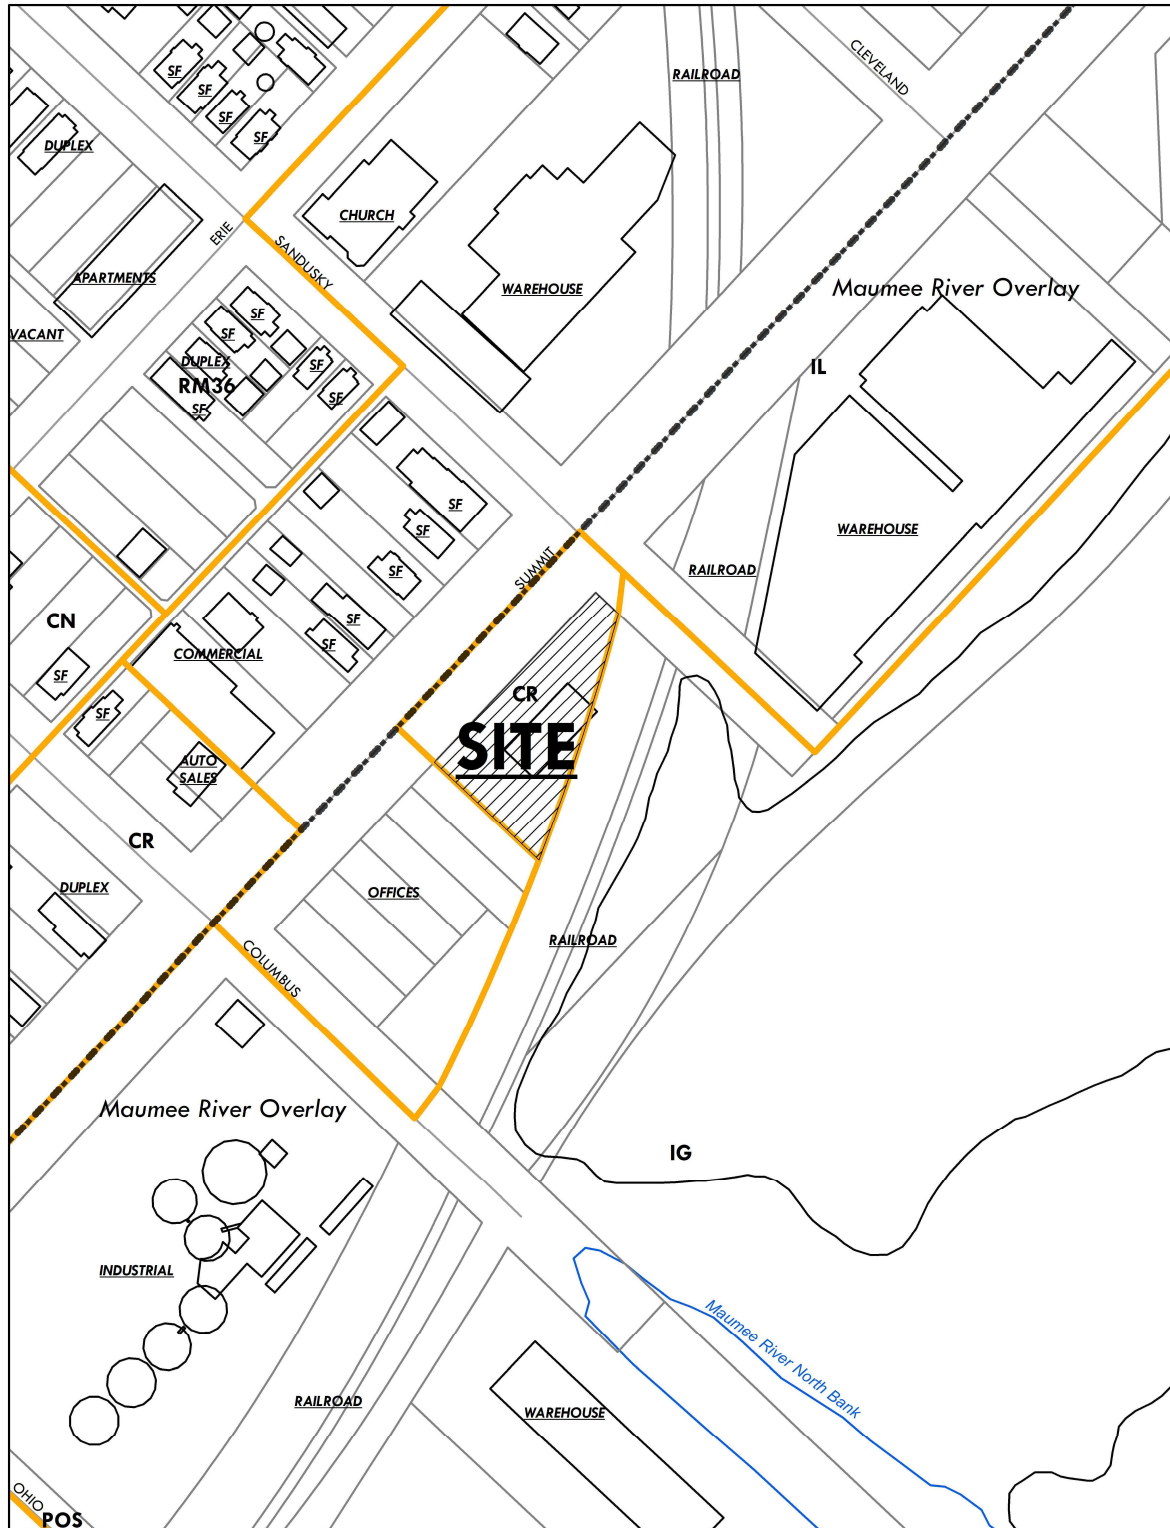 CLEVELAND
RAILROAD
SF
SF
SF
SF
DUPLEX
CHURCH
ERIE
SANDUSKY
APARTMENTS
WAREHOUSE
Maumee River Overlay
SF
SF
VACANT
DUPLEX
SF
IL
RM36
SF
SF
SF
SF
WAREHOUSE
SUMMIT
RAILROAD
SF
CN
SF
SF
COMMERCIAL
SF
CR
SF
SITE
AUTO
SALES
CR
DUPLEX
OFFICES
RAILROAD
COLUMBUS
Maumee River Overlay
IG
INDUSTRIAL
Maumee River North Bank
RAILROAD
WAREHOUSE
OHIO
POS